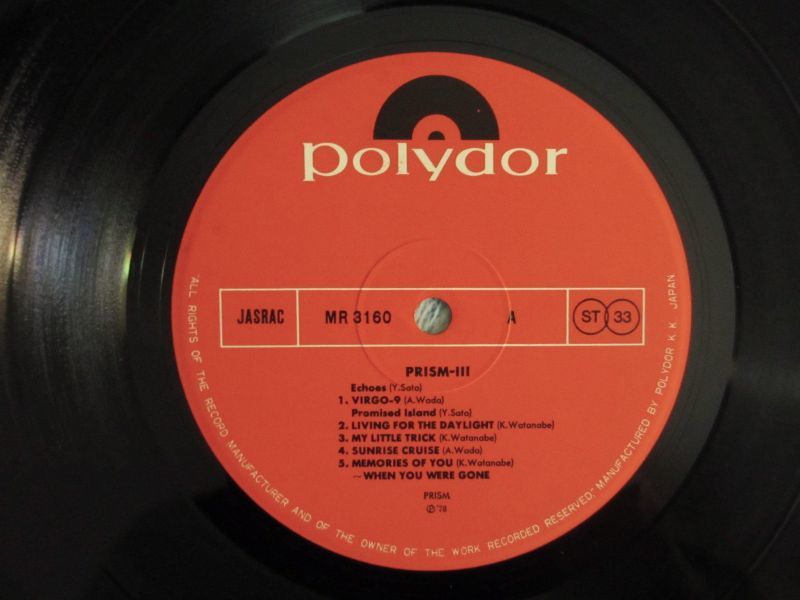 polydor
JASRAC MR 3160 A ST 33
PRISM-III
Echoes (Y.Sato)
1. VIRGO-9 (A.Wada)
Promised Island (Y.Sato)
2. LIVING FOR THE DAYLIGHT (K.Watanabe)
3. MY LITTLE TRICK (K.Watanabe)
4. SUNRISE CRUISE (A.Wada)
5. MEMORIES OF YOU (K.Watanabe)
~WHEN YOU WERE GONE
PRISM
℗'78
"ALL RIGHTS OF THE RECORD MANUFACTURER AND OF THE OWNER OF THE WORK RECORDED RESERVED." MANUFACTURED BY POLYDOR K K JAPAN